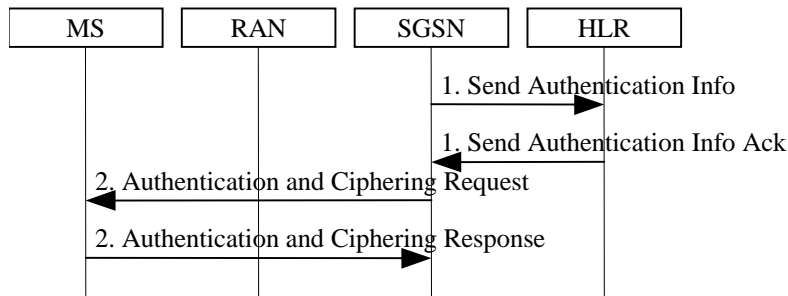 MS RAN SGSN HLR
1. Send Authentication Info
1. Send Authentication Info Ack
2. Authentication and Ciphering Request
2. Authentication and Ciphering Response